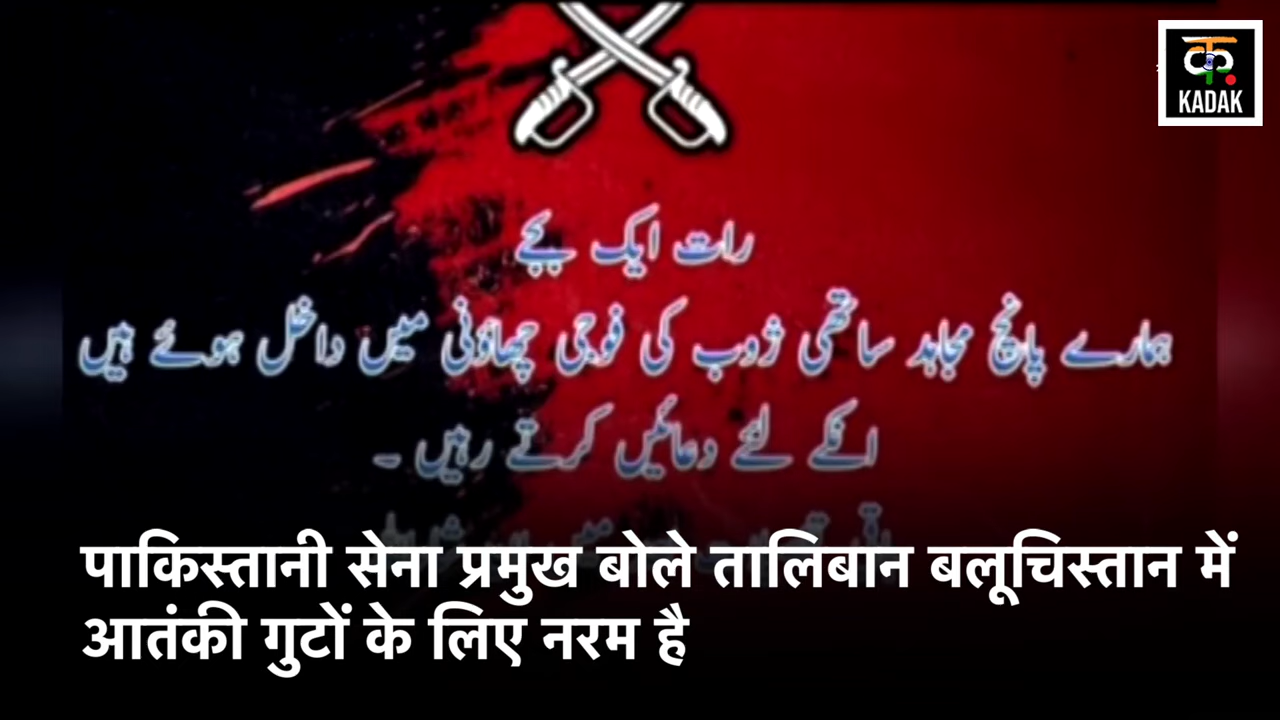 क.
KADAK
رات ایک بجے
ہمارے پانچ مجاہد ساتھی ژوب کی فوجی چھاؤنی میں داخل ہوئے ہیں
انکے لئے دعائیں کرتے رہیں ۔
पाकिस्तानी सेना प्रमुख बोले तालिबान बलूचिस्तान में
आतंकी गुटों के लिए नरम है